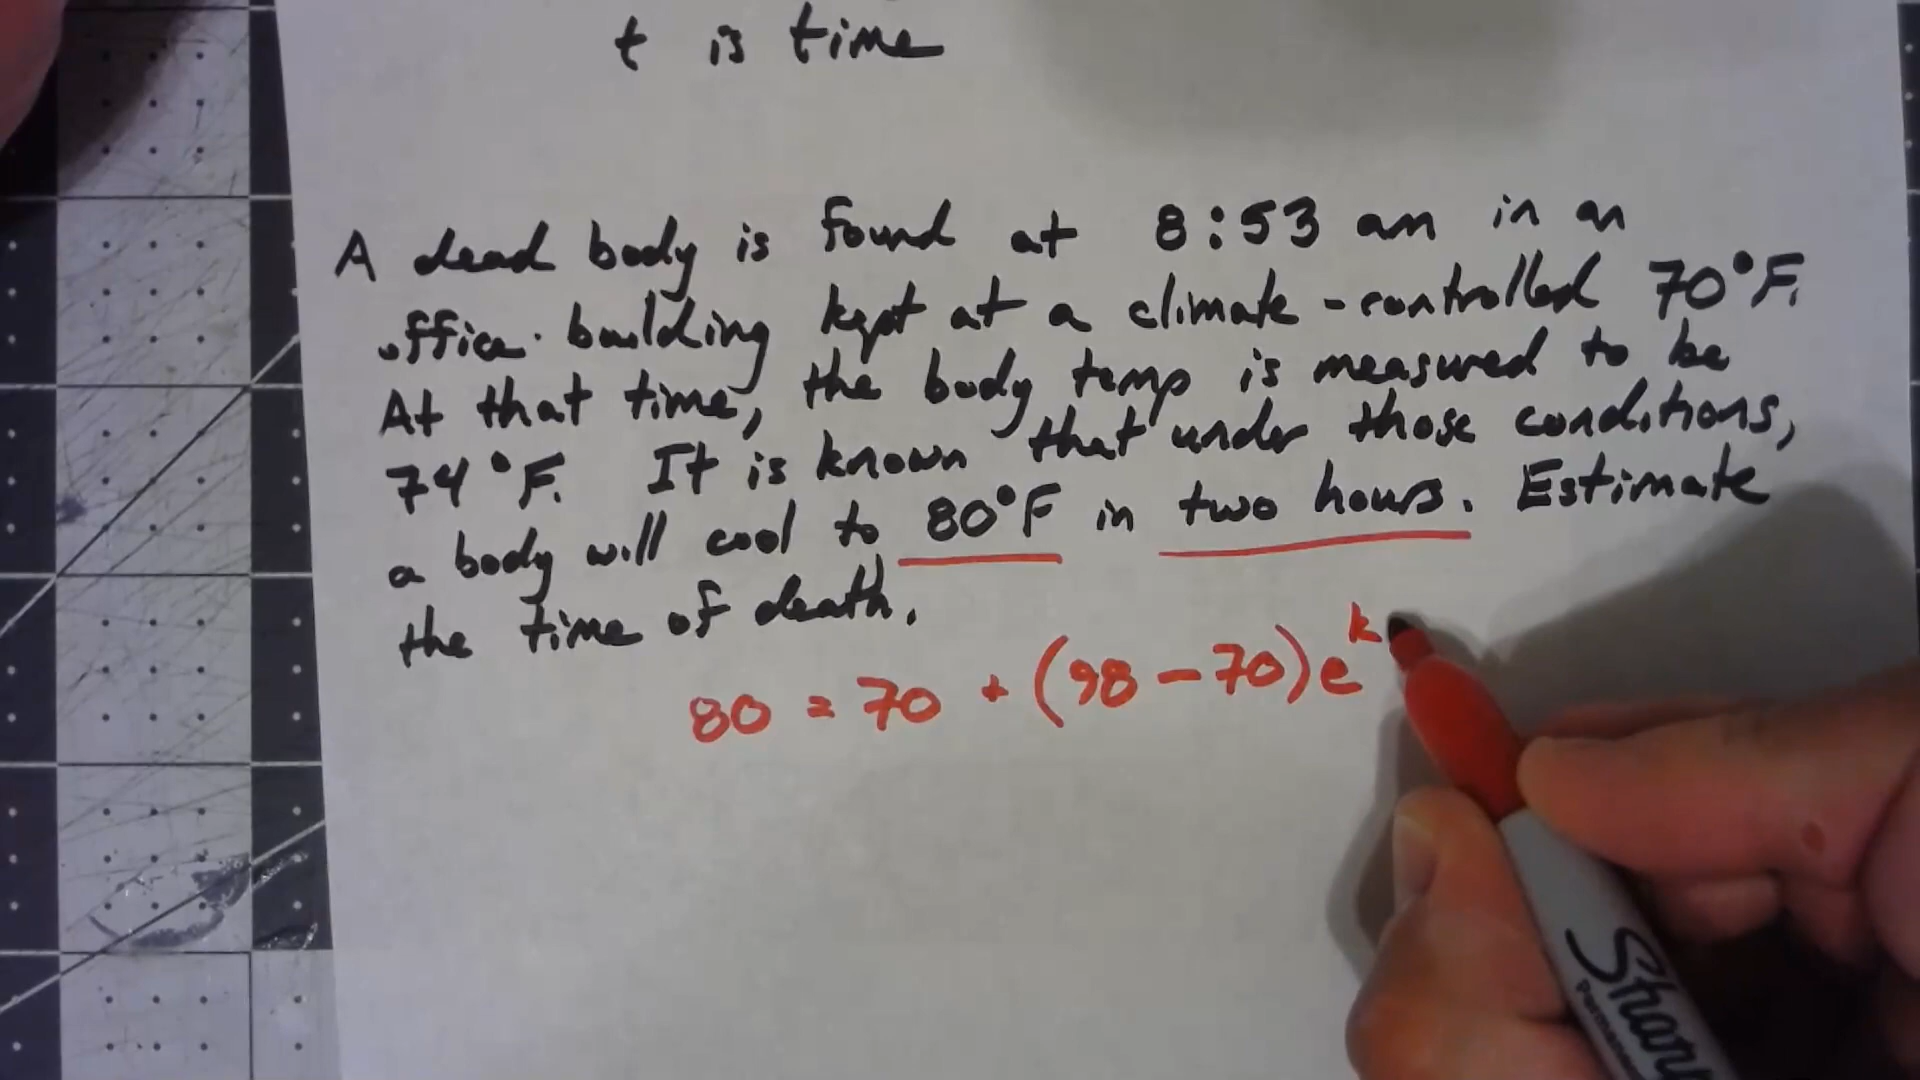 t is time
A dead body is found at 8:53 am in an
office building kept at a climate-controlled 70°F.
At that time, the body temp is measured to be
74°F. It is known that under those conditions,
a body will cool to 80°F in two hours. Estimate
the time of death.
80 = 70 + (98 - 70)e^k
Sharp
Permanen